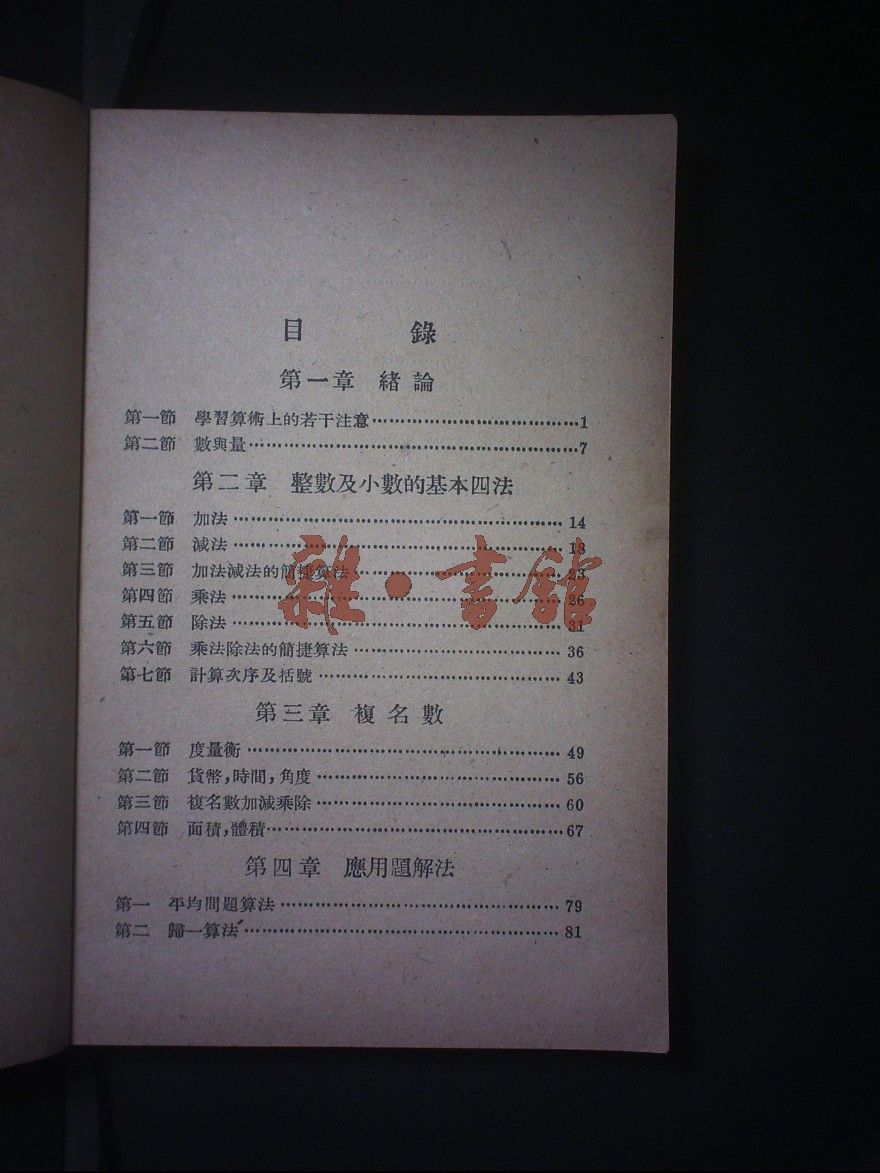 目 錄
第一章 緒論
第一節 學習算術上的若干注意……………………………1
第二節 數與量……………………………………………7
第二章 整數及小數的基本四法
第一節 加法……………………………………………14
第二節 減法……………………………………………18
第三節 加法減法的簡捷算法……………………………23
第四節 乘法……………………………………………26
第五節 除法……………………………………………31
第六節 乘法除法的簡捷算法……………………………36
第七節 計算次序及括號…………………………………43
第三章 複名數
第一節 度量衡……………………………………………49
第二節 貨幣,時間,角度…………………………………56
第三節 複名數加減乘除…………………………………60
第四節 面積,體積………………………………………67
第四章 應用題解法
第一 平均問題算法………………………………………79
第二 歸一算法……………………………………………81
雜·書館